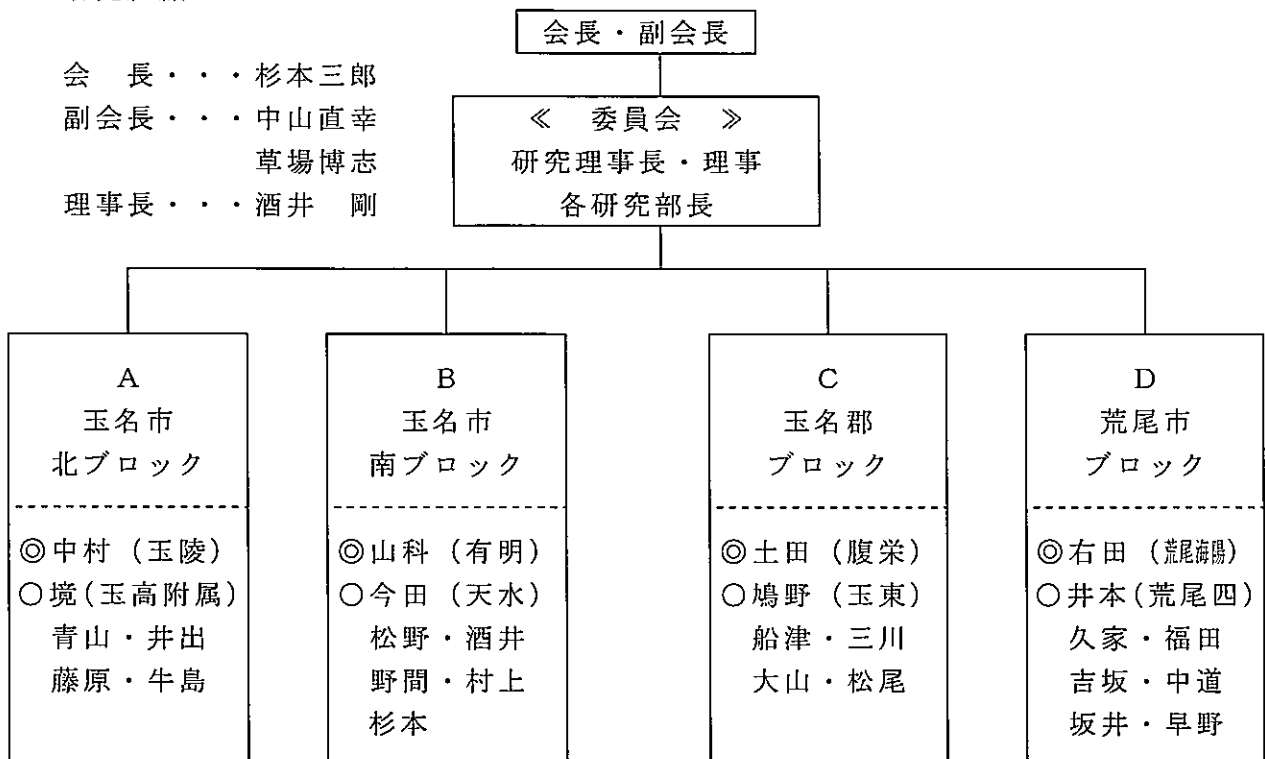 会長・副会長
会　長・・・杉本三郎
副会長・・・中山直幸
草場博志
理事長・・・酒井　剛
≪　委員会　≫
研究理事長・理事
各研究部長
A
玉名市
北ブロック
◎中村（玉陵）
○境(玉高附属)
青山・井出
藤原・牛島
B
玉名市
南ブロック
◎山科（有明）
○今田（天水）
松野・酒井
野間・村上
杉本
C
玉名郡
ブロック
◎土田（腹栄）
○鳩野（玉東）
船津・三川
大山・松尾
D
荒尾市
ブロック
◎右田（荒尾海陽）
○井本(荒尾四)
久家・福田
吉坂・中道
坂井・早野